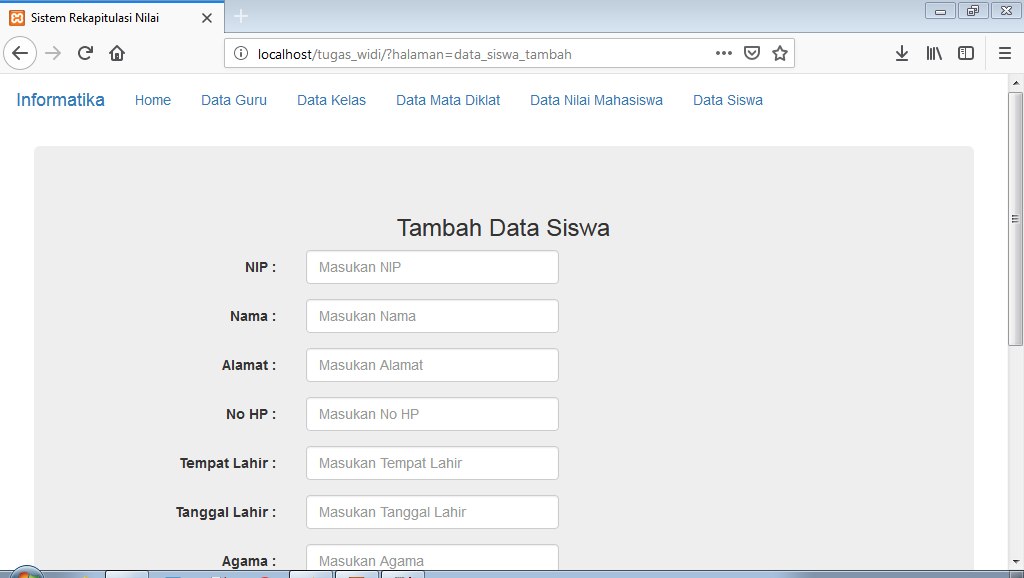 Sistem Rekapitulasi Nilai
localhost/tugas_widi/?halaman=data_siswa_tambah
Informatika Home Data Guru Data Kelas Data Mata Diklat Data Nilai Mahasiswa Data Siswa
Tambah Data Siswa
NIP : Masukan NIP
Nama : Masukan Nama
Alamat : Masukan Alamat
No HP : Masukan No HP
Tempat Lahir : Masukan Tempat Lahir
Tanggal Lahir : Masukan Tanggal Lahir
Agama : Masukan Agama